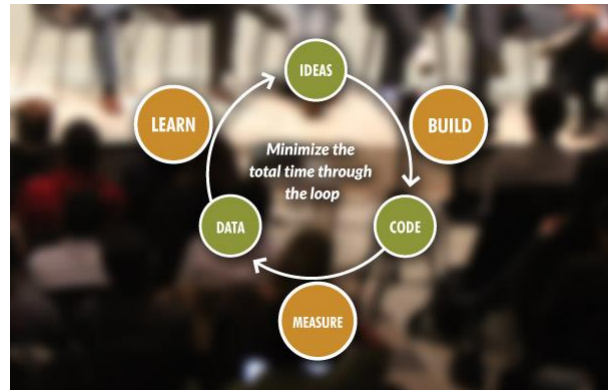 IDEAS
LEARN
BUILD
Minimize the
total time through
the loop
DATA
CODE
MEASURE